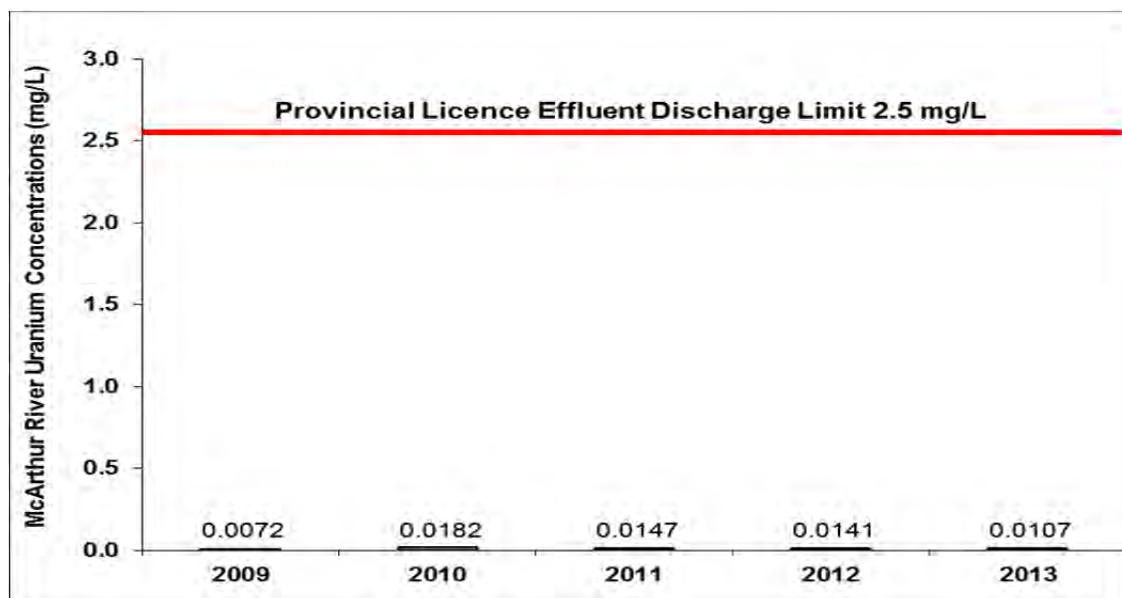 McArthur River Uranium Concentrations (mg/L)
3.0
Provincial Licence Effluent Discharge Limit 2.5 mg/L
2.5
2.0
1.5
1.0
0.5
0.0
0.0072 0.0182 0.0147 0.0141 0.0107
2009 2010 2011 2012 2013